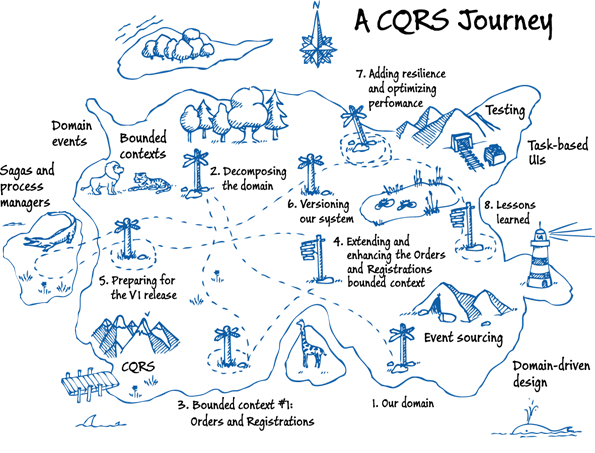 N
A CQRS Journey
7. Adding resilience
and optimizing
perfomance
Testing
Domain
events
Bounded
contexts
Task-based
UIs
Sagas and
process
managers
2. Decomposing
the domain
6. Versioning
our system
8. Lessons
learned
4. Extending and
enhancing the Orders
and Registrations
bounded context
5. Preparing for
the V1 release
Event sourcing
CQRS
Domain-driven
design
3. Bounded context #1:
Orders and Registrations
1. Our domain